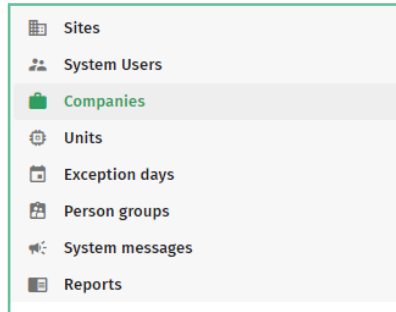 Sites
System Users
Companies
Units
Exception days
Person groups
System messages
Reports